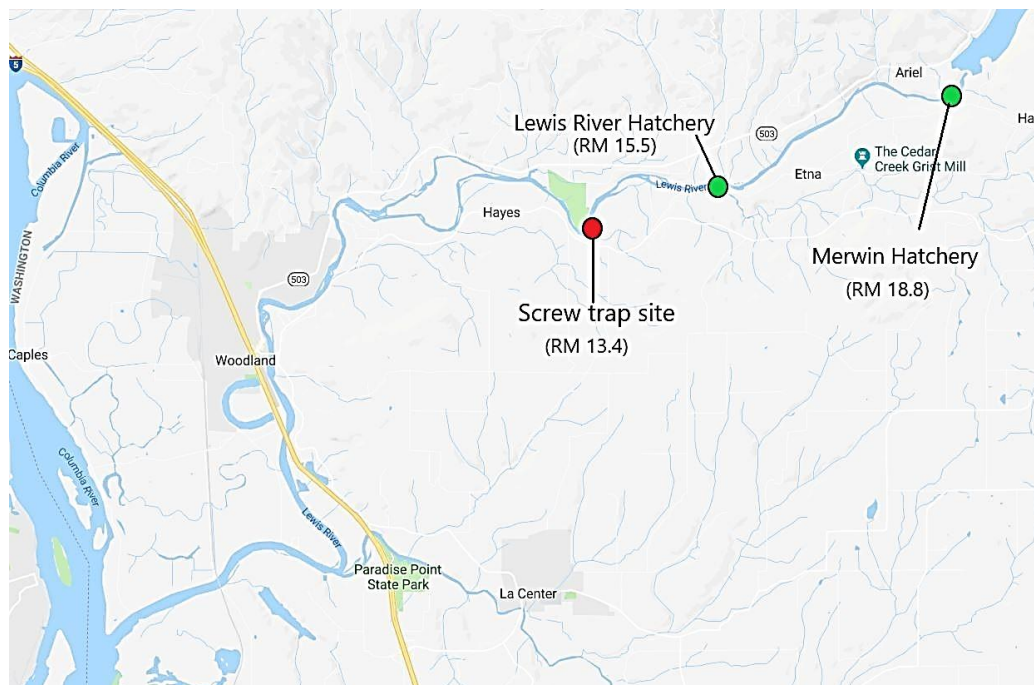 5
Columbia River
WASHINGTON
Caples
Columbia River
503
Woodland
Lewis River
Hayes
Lewis River Hatchery
(RM 15.5)
Lewis River
503
Ariel
Ha
The Cedar
Creek Grist Mill
Etna
Merwin Hatchery
(RM 18.8)
Screw trap site
(RM 13.4)
Paradise Point
State Park
La Center